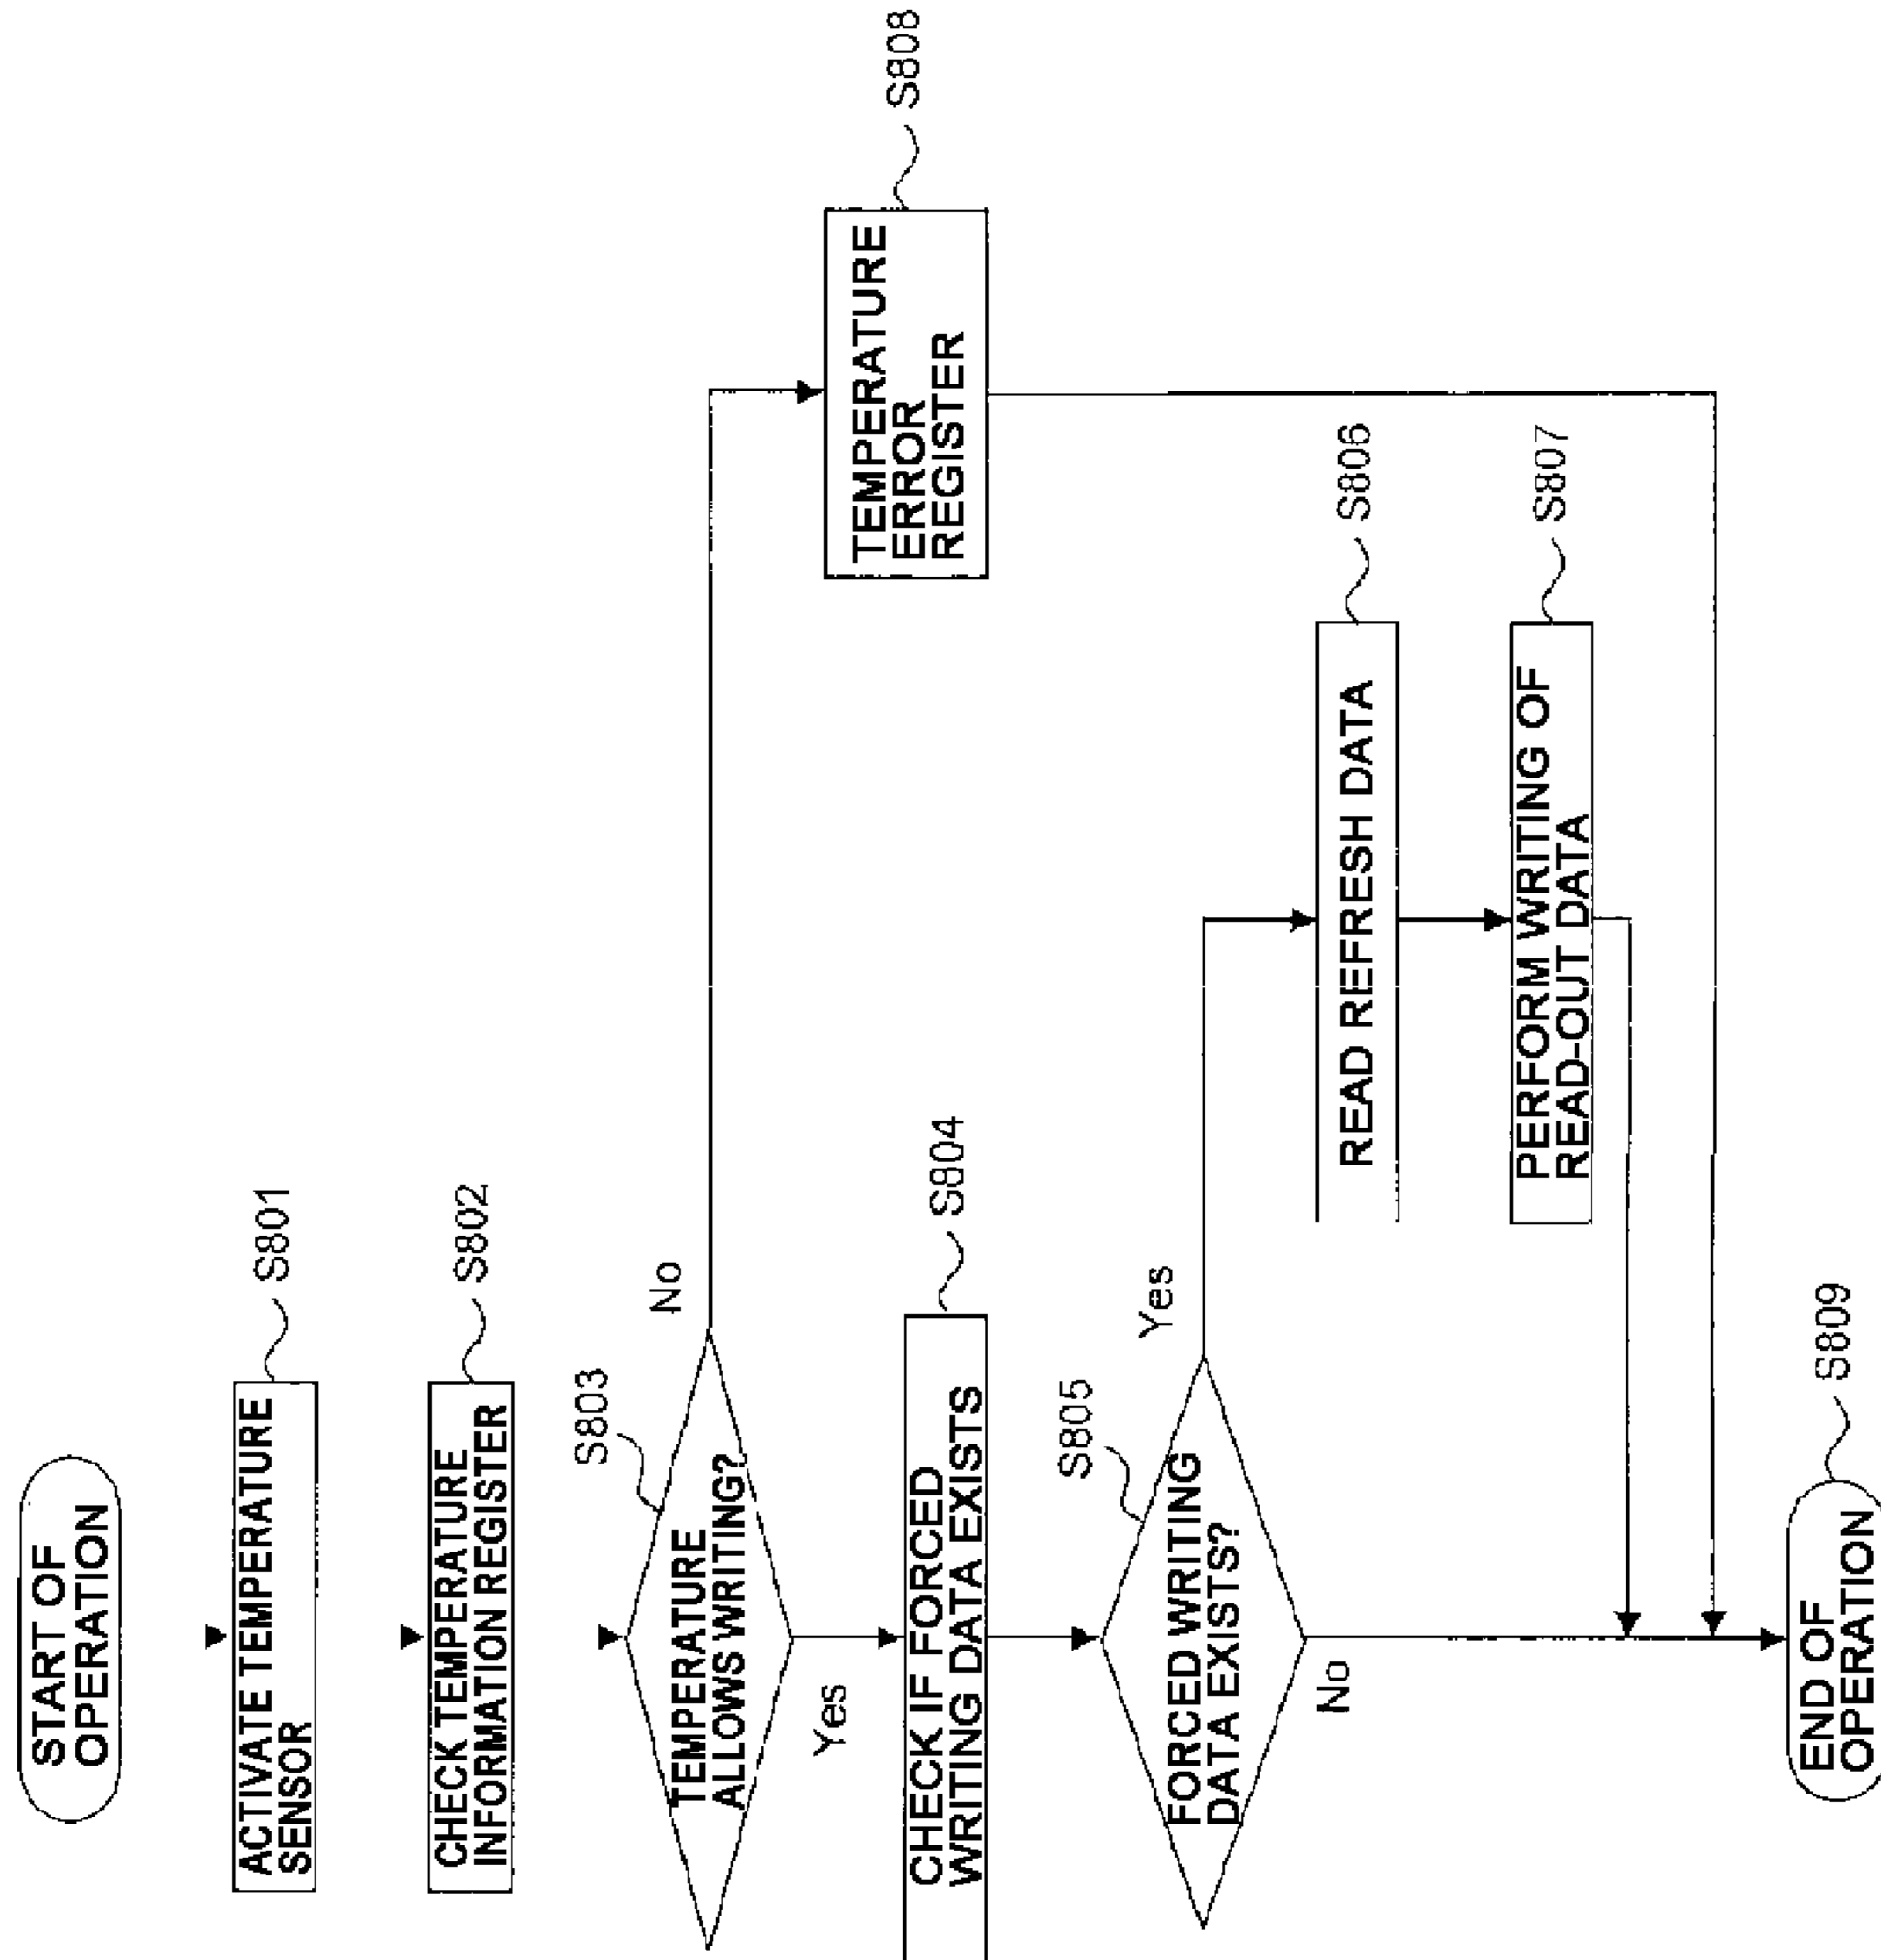 START OF
OPERATION
ACTIVATE TEMPERATURE
SENSOR
S801
CHECK TEMPERATURE
INFORMATION REGISTER
S802
S803
TEMPERATURE
ALLOWS WRITING?
No
Yes
TEMPERATURE
ERROR
REGISTER
S808
CHECK IF FORCED
WRITING DATA EXISTS
S804
S805
FORCED WRITING
DATA EXISTS?
Yes
No
READ REFRESH DATA
S806
PERFORM WRITING OF
READ-OUT DATA
S807
END OF
OPERATION
S809